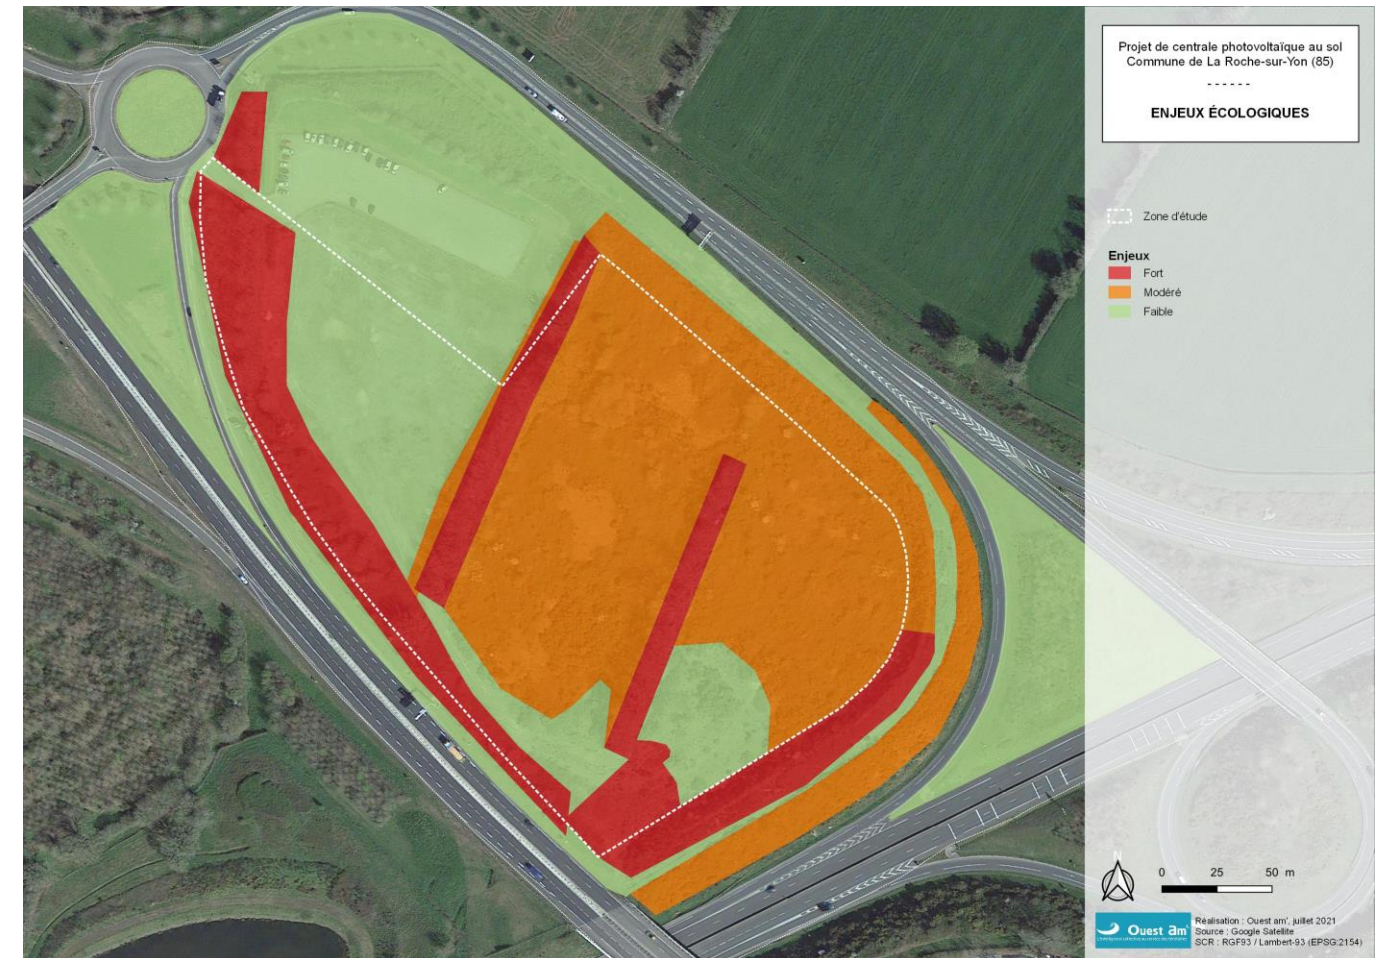 Projet de centrale photovoltaïque au sol
Commune de La Roche-sur-Yon (85)
- - - - - -
ENJEUX ÉCOLOGIQUES
Zone d'étude
Enjeux
Fort
Modéré
Faible
N
0 25 50 m
Ouest am'
Réalisation : Ouest am', juillet 2021
Source : Google Satellite
SCR : RGF93 / Lambert-93 (EPSG:2154)